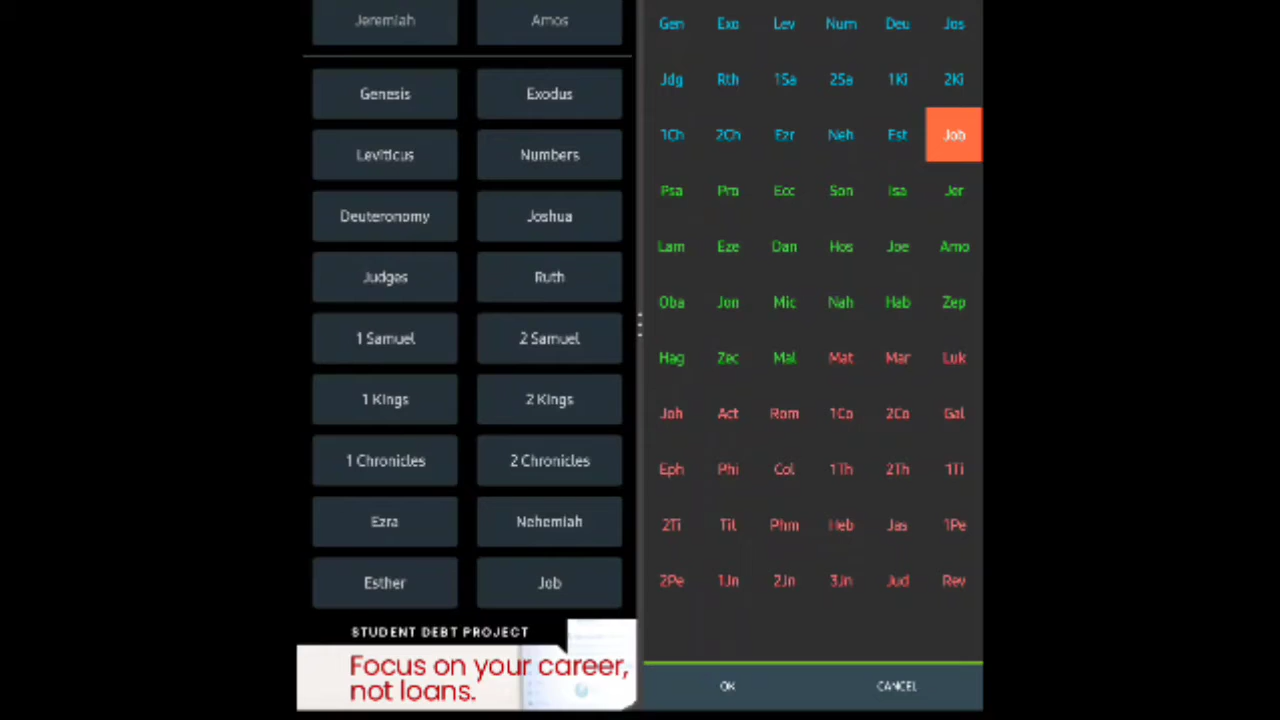 Jeremiah Amos
Genesis Exodus
Leviticus Numbers
Deuteronomy Joshua
Judges Ruth
1 Samuel 2 Samuel
1 Kings 2 Kings
1 Chronicles 2 Chronicles
Ezra Nehemiah
Esther Job
STUDENT DEBT PROJECT
Focus on your career,
not loans.
Gen Exo Lev Num Deu Jos
Jdg Rth 1Sa 2Sa 1Ki 2Ki
1Ch 2Ch Ezr Neh Est Job
Psa Pro Ecc Son Isa Jer
Lam Eze Dan Hos Joe Amo
Oba Jon Mic Nah Hab Zep
Hag Zec Mal Mat Mar Luk
Joh Act Rom 1Co 2Co Gal
Eph Phi Col 1Th 2Th 1Ti
2Ti Tit Phm Heb Jas 1Pe
2Pe 1Jn 2Jn 3Jn Jud Rev
OK CANCEL